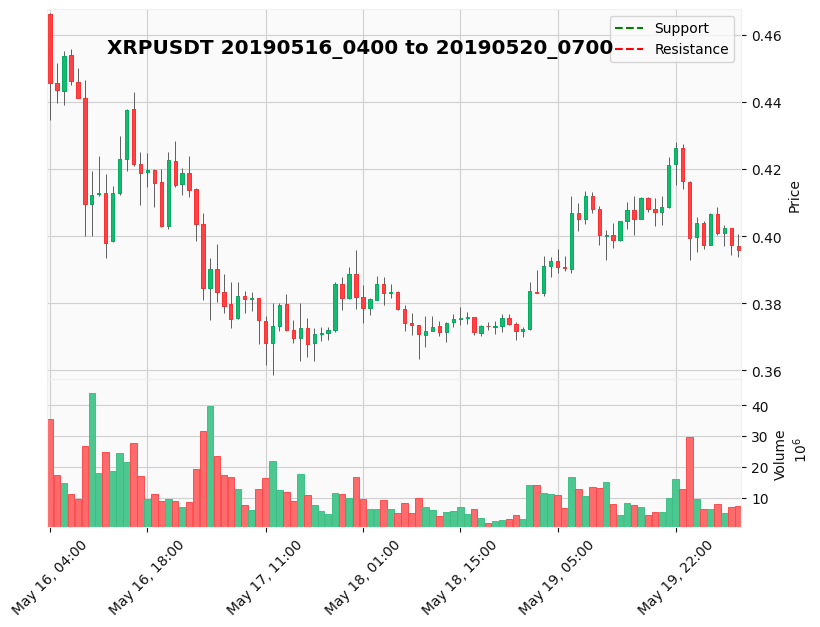 XRPUSDT 20190516_0400 to 20190520_0700
Support
Resistance
0.46
0.44
0.42
0.40
0.38
0.36
Price
40
30
20
10
Volume
10^6
May 16, 04:00
May 16, 18:00
May 17, 11:00
May 18, 01:00
May 18, 15:00
May 19, 05:00
May 19, 22:00